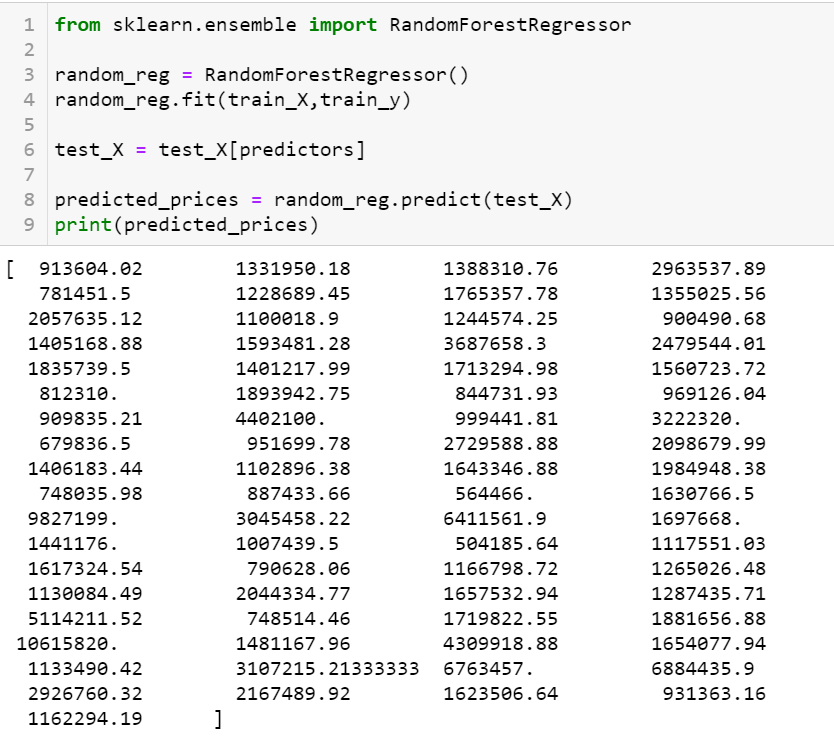 1 from sklearn.ensemble import RandomForestRegressor
2
3 random_reg = RandomForestRegressor()
4 random_reg.fit(train_X,train_y)
5
6 test_X = test_X[predictors]
7
8 predicted_prices = random_reg.predict(test_X)
9 print(predicted_prices)
[ 913604.02 1331950.18 1388310.76 2963537.89
781451.5 1228689.45 1765357.78 1355025.56
2057635.12 1100018.9 1244574.25 900490.68
1405168.88 1593481.28 3687658.3 2479544.01
1835739.5 1401217.99 1713294.98 1560723.72
812310. 1893942.75 844731.93 969126.04
909835.21 4402100. 999441.81 3222320.
679836.5 951699.78 2729588.88 2098679.99
1406183.44 1102896.38 1643346.88 1984948.38
748035.98 887433.66 564466. 1630766.5
9827199. 3045458.22 6411561.9 1697668.
1441176. 1007439.5 504185.64 1117551.03
1617324.54 790628.06 1166798.72 1265026.48
1130084.49 2044334.77 1657532.94 1287435.71
5114211.52 748514.46 1719822.55 1881656.88
10615820. 1481167.96 4309918.88 1654077.94
1133490.42 3107215.21333333 6763457. 6884435.9
2926760.32 2167489.92 1623506.64 931363.16
1162294.19 ]